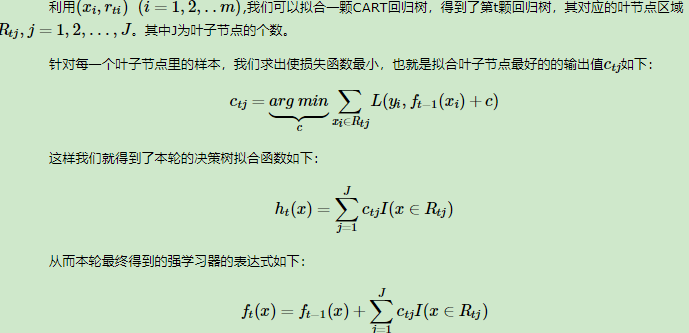 利用(x_i, r_{ti}) (i = 1, 2, . . m),我们可以拟合一颗CART回归树，得到了第t颗回归树，其对应的叶节点区域
R_{tj}, j = 1, 2, . . . , J。其中J为叶子节点的个数。
针对每一个叶子节点里的样本，我们求出使损失函数最小，也就是拟合叶子节点最好的的输出值c_{tj}如下：
c_{tj} = \underbrace{arg min}_{c} \sum_{x_i∈R_{tj}} L(y_i, f_{t−1}(x_i) + c)
这样我们就得到了本轮的决策树拟合函数如下：
h_t(x) = \sum_{j=1}^{J} c_{tj} I(x ∈ R_{tj})
从而本轮最终得到的强学习器的表达式如下：
f_t(x) = f_{t−1}(x) + \sum_{j=1}^{J} c_{tj} I(x ∈ R_{tj})